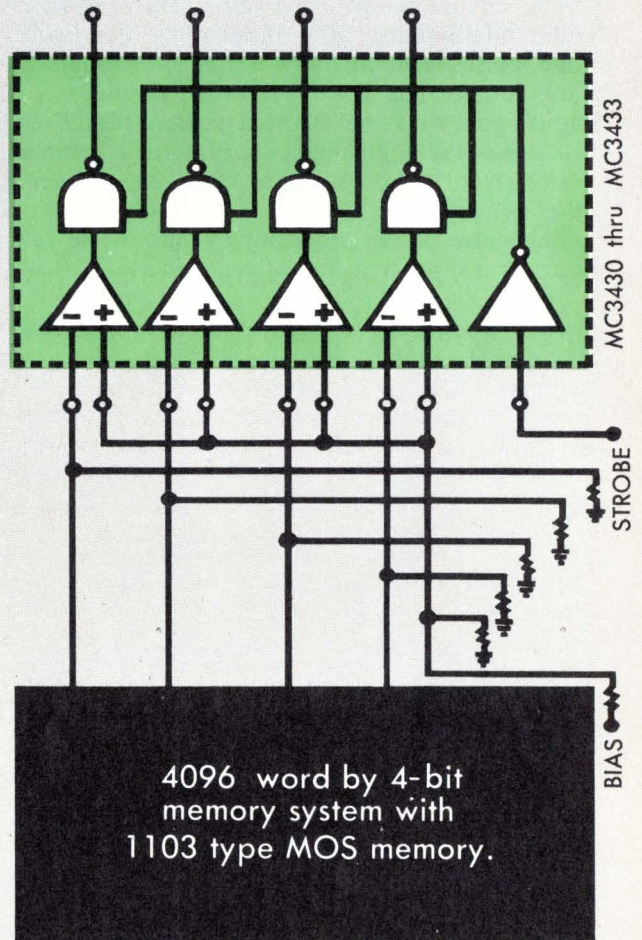 MC3430 thru MC3433
− +
− +
− +
− +
STROBE
BIAS
4096 word by 4-bit
memory system with
1103 type MOS memory.